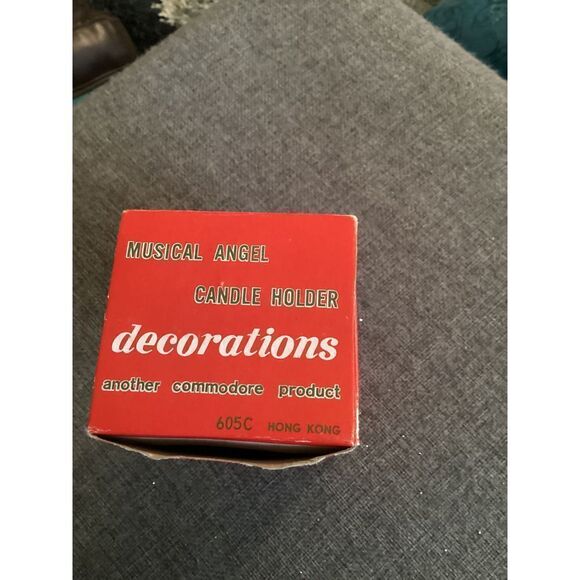 MUSICAL ANGEL
CANDLE HOLDER
decorations
another commodore product
605C HONG KONG